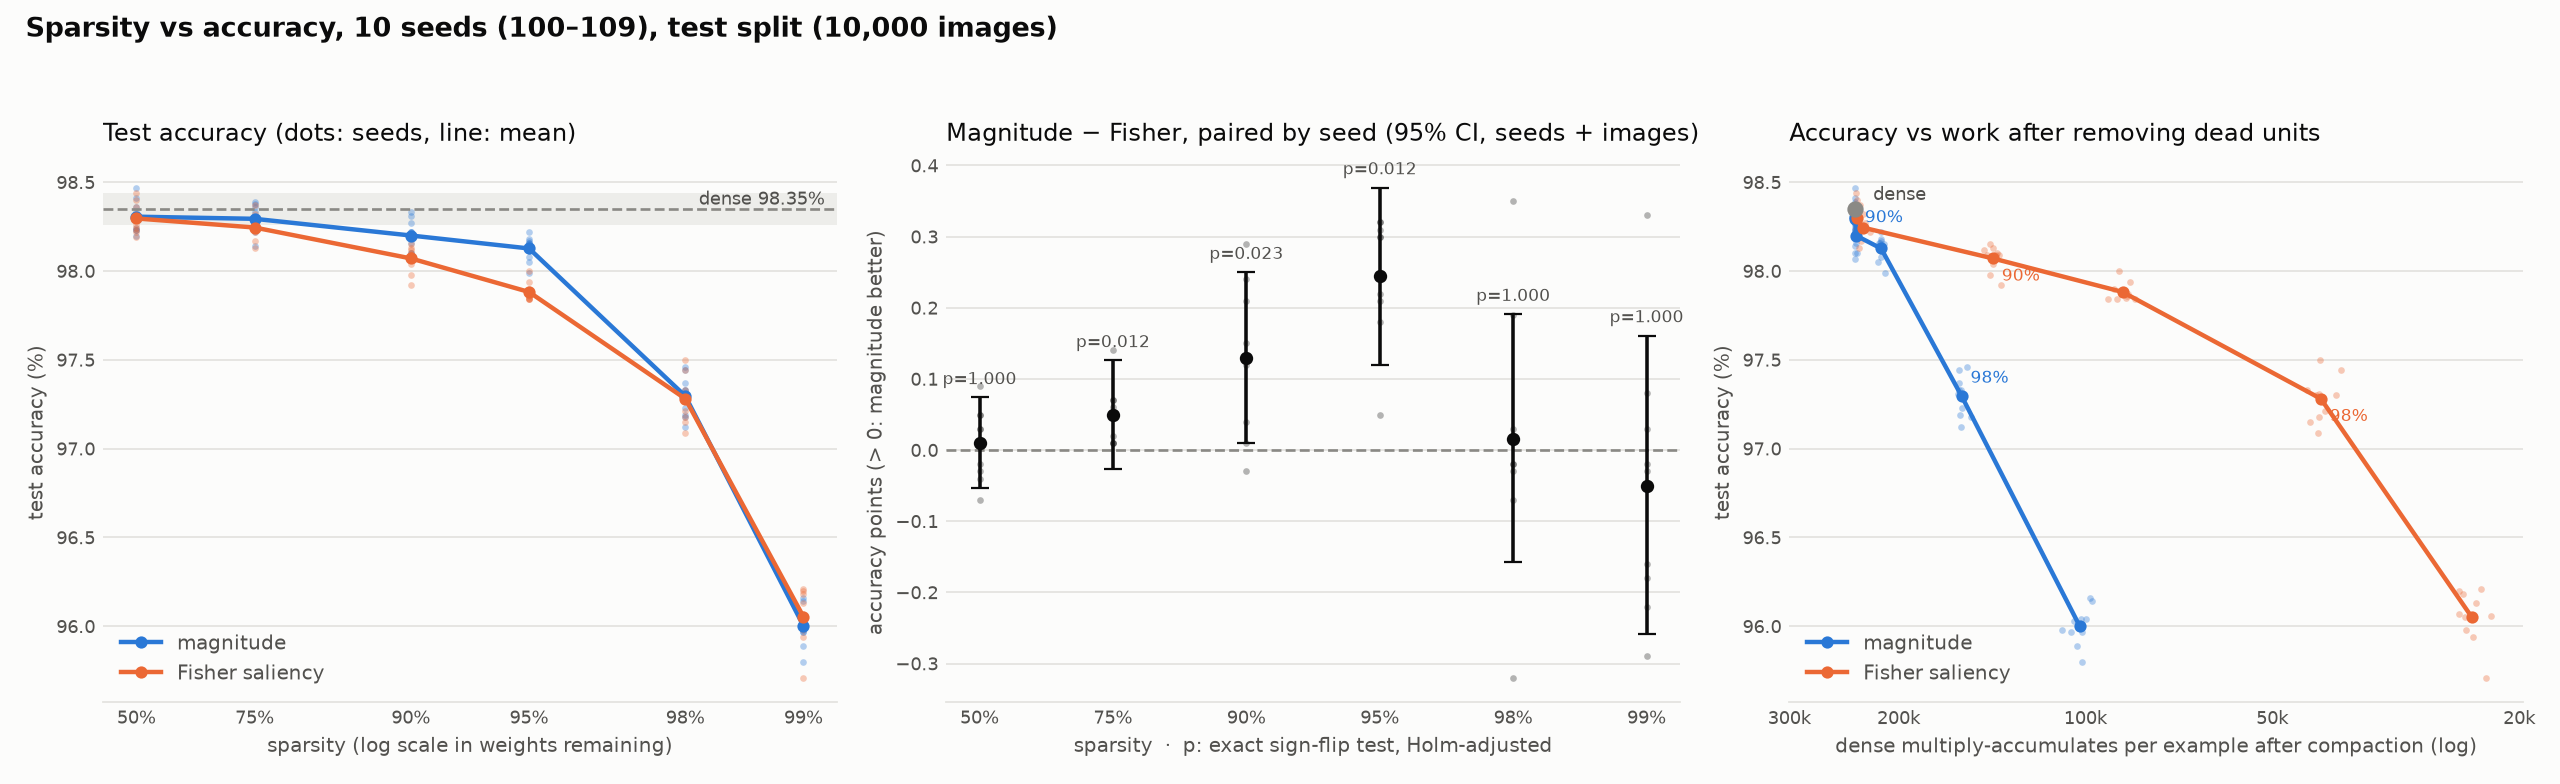 Sparsity vs accuracy, 10 seeds (100–109), test split (10,000 images)
Test accuracy (dots: seeds, line: mean)
test accuracy (%)
98.5
98.0
97.5
97.0
96.5
96.0
dense 98.35%
magnitude
Fisher saliency
50%
75%
90%
95%
98%
99%
sparsity (log scale in weights remaining)
Magnitude − Fisher, paired by seed (95% CI, seeds + images)
accuracy points (> 0: magnitude better)
0.4
0.3
0.2
0.1
0.0
−0.1
−0.2
−0.3
p=1.000
p=0.012
p=0.023
p=0.012
p=1.000
p=1.000
50%
75%
90%
95%
98%
99%
sparsity · p: exact sign-flip test, Holm-adjusted
Accuracy vs work after removing dead units
test accuracy (%)
98.5
98.0
97.5
97.0
96.5
96.0
dense
90%
90%
98%
98%
magnitude
Fisher saliency
300k
200k
100k
50k
20k
dense multiply-accumulates per example after compaction (log)